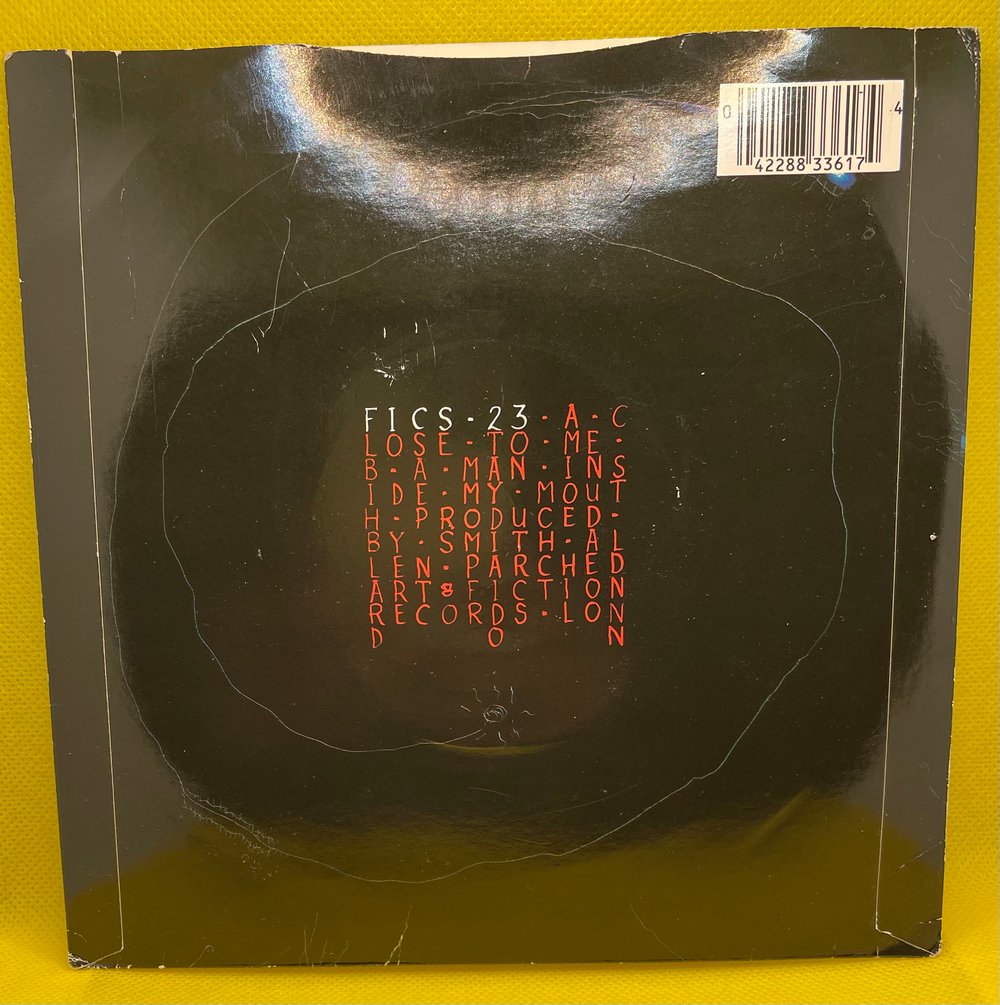 0 42288 33617 4
FICS·23·A·C
LOSE·TO·ME·
B·A·MAN·INS
IDE·MY·MOUT
H·PRODUCED·
BY·SMITH·AL
LEN·PARCHED
ART&FICTION
RECORDS·LON
DON